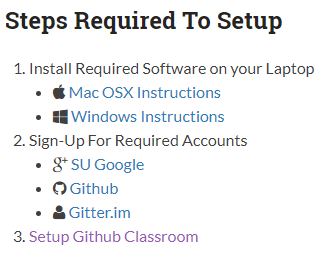 Steps Required To Setup
1. Install Required Software on your Laptop
• Mac OSX Instructions
• Windows Instructions
2. Sign-Up For Required Accounts
• g+ SU Google
• Github
• Gitter.im
3. Setup Github Classroom